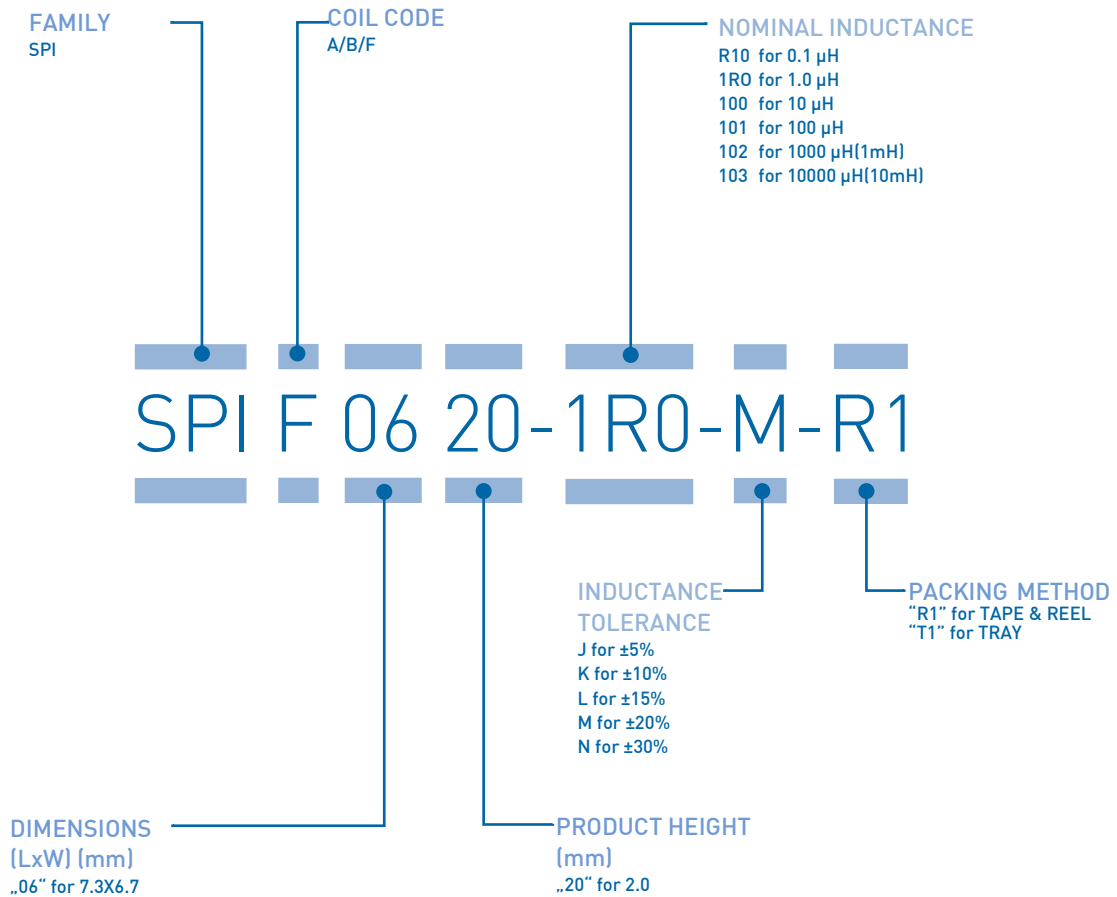 FAMILY
SPI
COIL CODE
A/B/F
NOMINAL INDUCTANCE
R10 for 0.1 µH
1RO for 1.0 µH
100 for 10 µH
101 for 100 µH
102 for 1000 µH(1mH)
103 for 10000 µH(10mH)
SPI F 06 20-1R0-M-R1
INDUCTANCE
TOLERANCE
J for ±5%
K for ±10%
L for ±15%
M for ±20%
N for ±30%
PACKING METHOD
“R1” for TAPE & REEL
“T1” for TRAY
DIMENSIONS
(LxW) (mm)
„06“ for 7.3X6.7
PRODUCT HEIGHT
(mm)
„20“ for 2.0